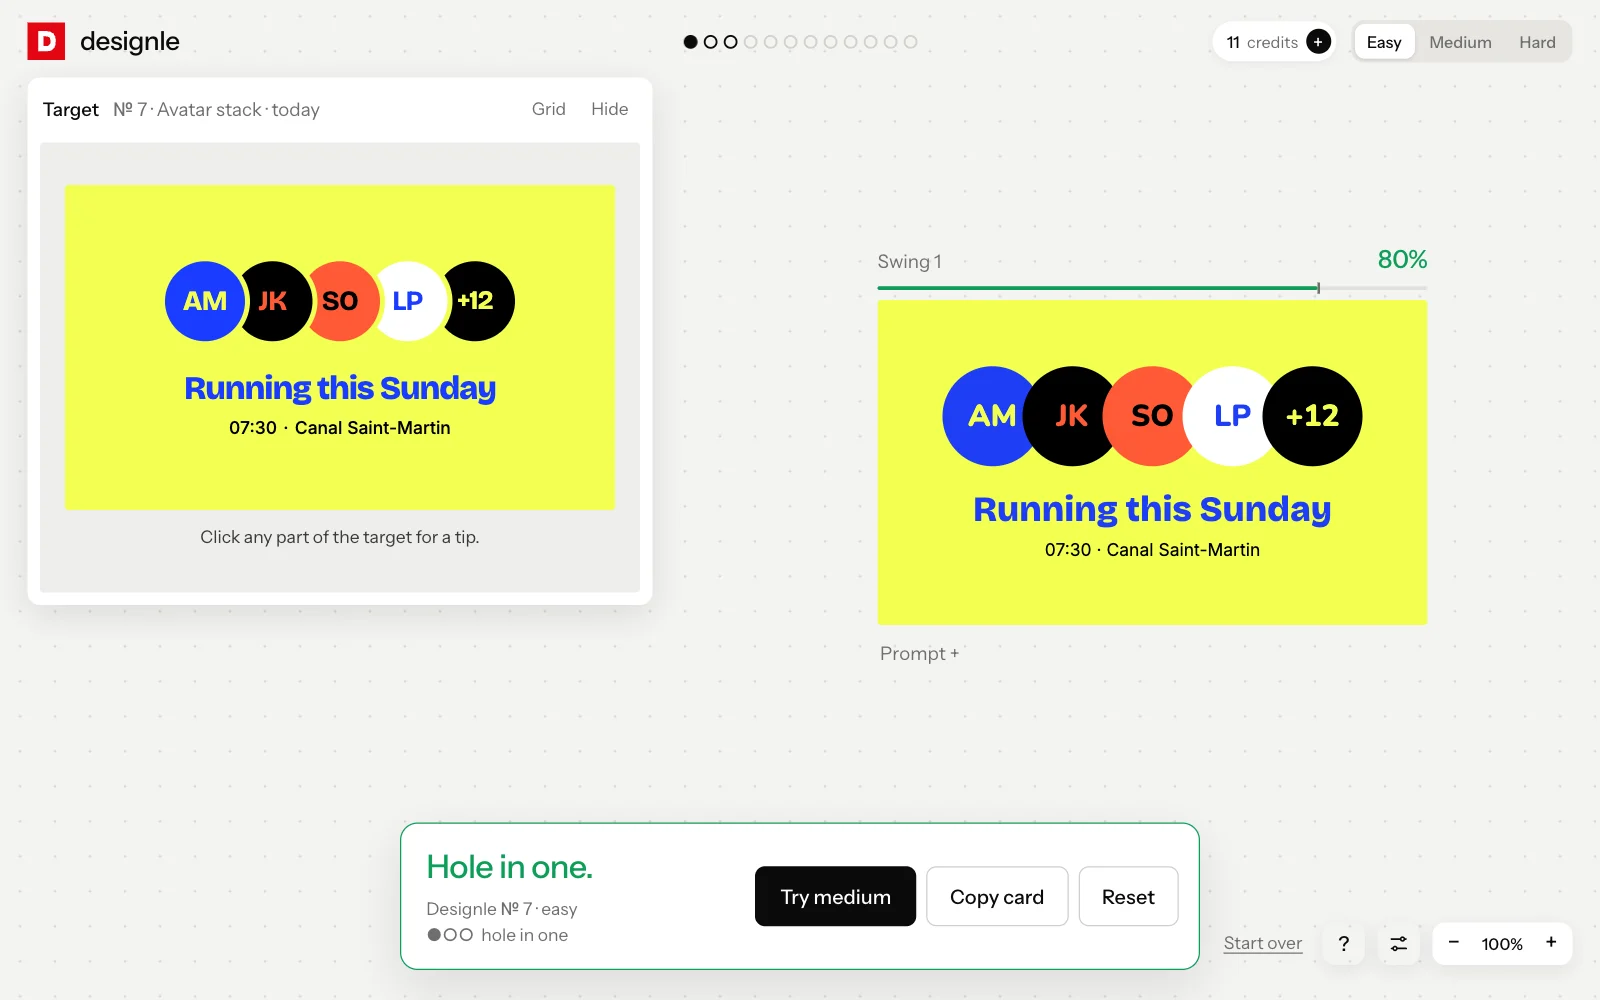 D designle
11 credits +
Easy Medium Hard
Target № 7 · Avatar stack · today Grid Hide
AM JK SO LP +12
Running this Sunday
07:30 · Canal Saint-Martin
Click any part of the target for a tip.
Swing 1 80%
AM JK SO LP +12
Running this Sunday
07:30 · Canal Saint-Martin
Prompt +
Hole in one.
Designle № 7 · easy
hole in one
Try medium Copy card Reset
Start over ? − 100% +